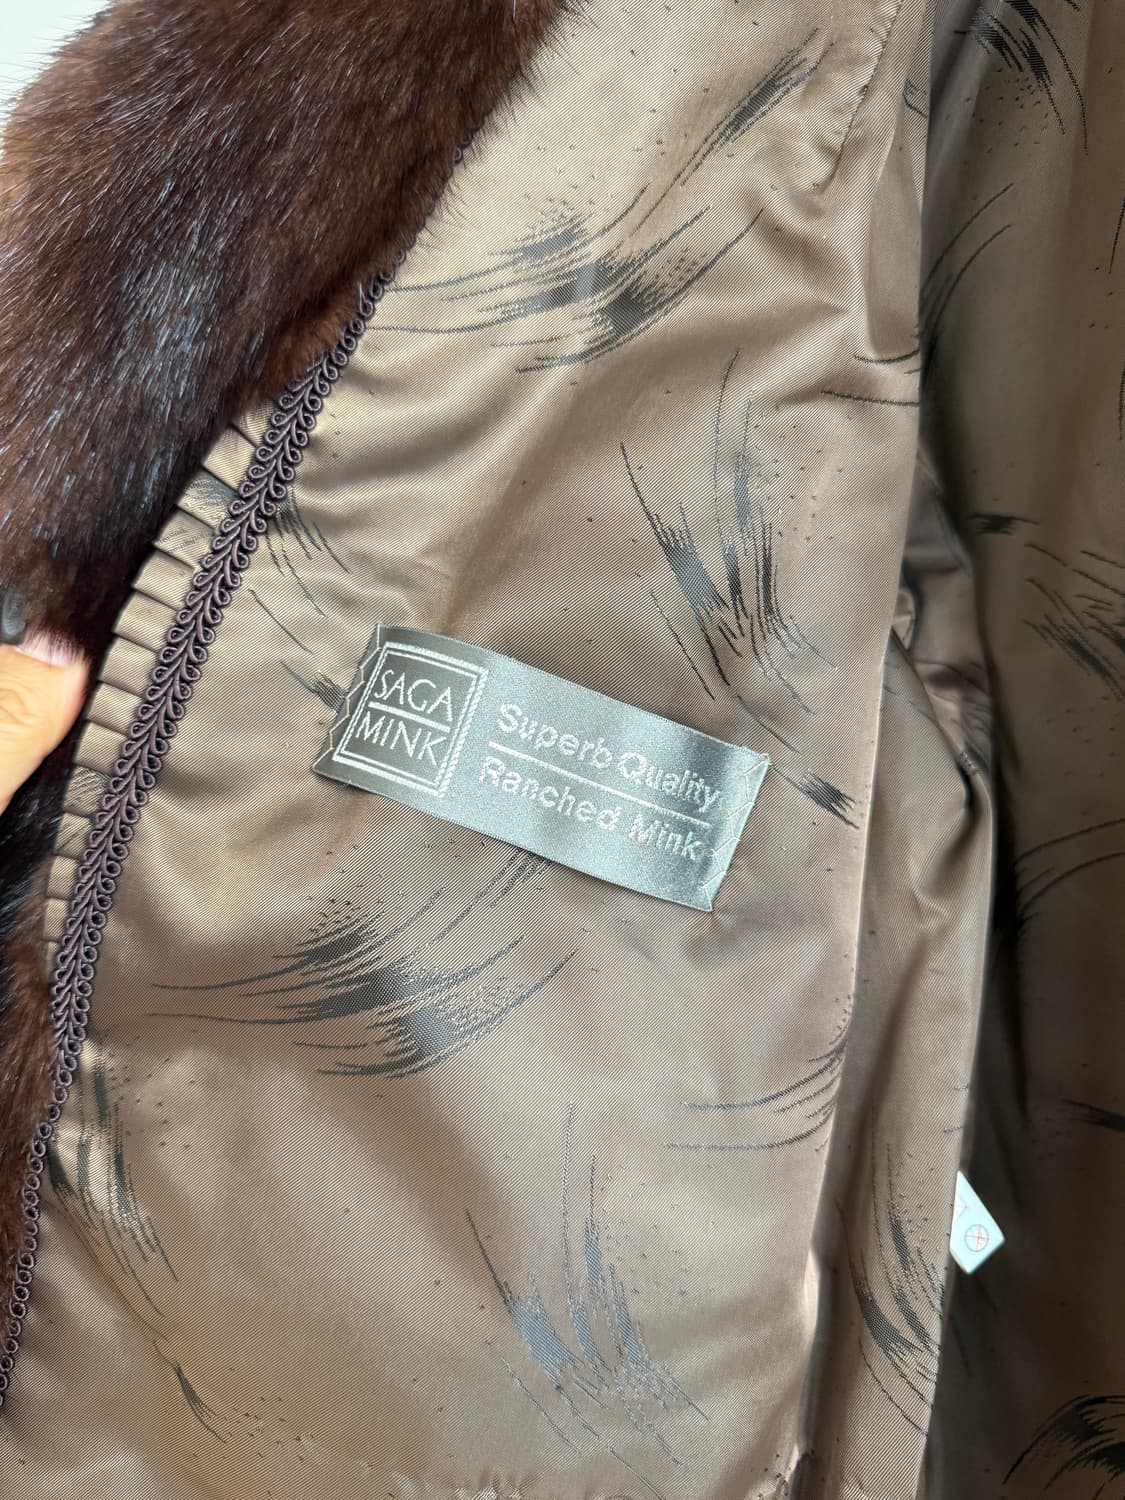 SAGA
MINK
Superb Quality
Ranched Mink